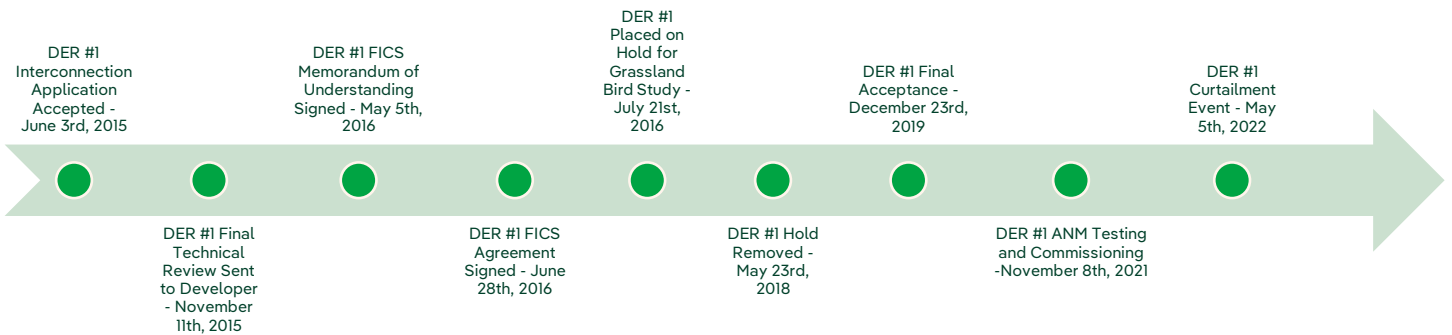 DER #1
Interconnection
Application
Accepted -
June 3rd, 2015
DER #1 Final
Technical
Review Sent
to Developer
- November
11th, 2015
DER #1 FICS
Memorandum of
Understanding
Signed - May 5th,
2016
DER #1 FICS
Agreement
Signed - June
28th, 2016
DER #1
Placed on
Hold for
Grassland
Bird Study -
July 21st,
2016
DER #1 Hold
Removed -
May 23rd,
2018
DER #1 Final
Acceptance -
December 23rd,
2019
DER #1 ANM Testing
and Commissioning
-November 8th, 2021
DER #1
Curtailment
Event - May
5th, 2022